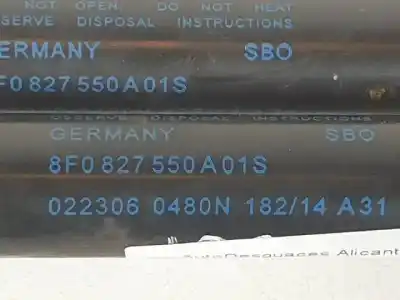 DO NOT OPEN. DO NOT HEAT
SERVE DISPOSAL INSTRUCTIONS
ERMANY SBO
F0 827 550 A 01S
OBSERVE DISPOSAL INSTRUCTIONS
GERMANY SBO
8F0 827 550 A 01S
022306 0480N 182/14 A31
AutoDesguaces Alicant